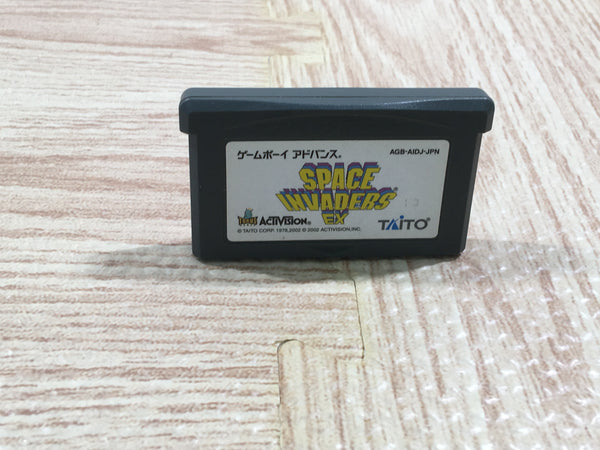 ゲームボーイ アドバンス®
AGB-AIDJ-JPN
SPACE
INVADERS®
EX
ACTIVISION®
TAITO®
© TAITO CORP. 1978,2002 © 2002 ACTIVISION,INC.